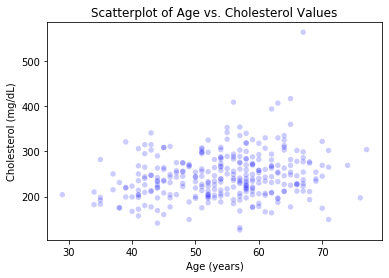 Scatterplot of Age vs. Cholesterol Values
500
400
300
200
Cholesterol (mg/dL)
30 40 50 60 70
Age (years)